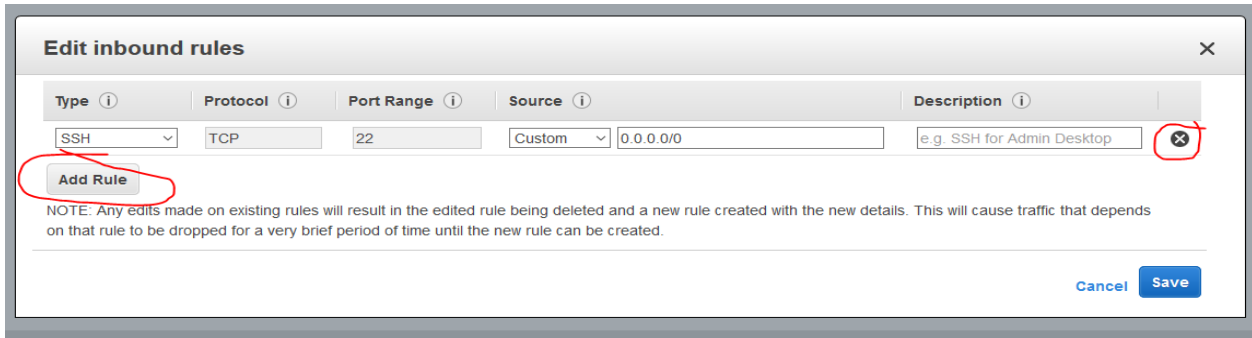 Edit inbound rules
Type Protocol Port Range Source Description
SSH TCP 22 Custom 0.0.0.0/0 e.g. SSH for Admin Desktop
Add Rule
NOTE: Any edits made on existing rules will result in the edited rule being deleted and a new rule created with the new details. This will cause traffic that depends
on that rule to be dropped for a very brief period of time until the new rule can be created.
Cancel Save